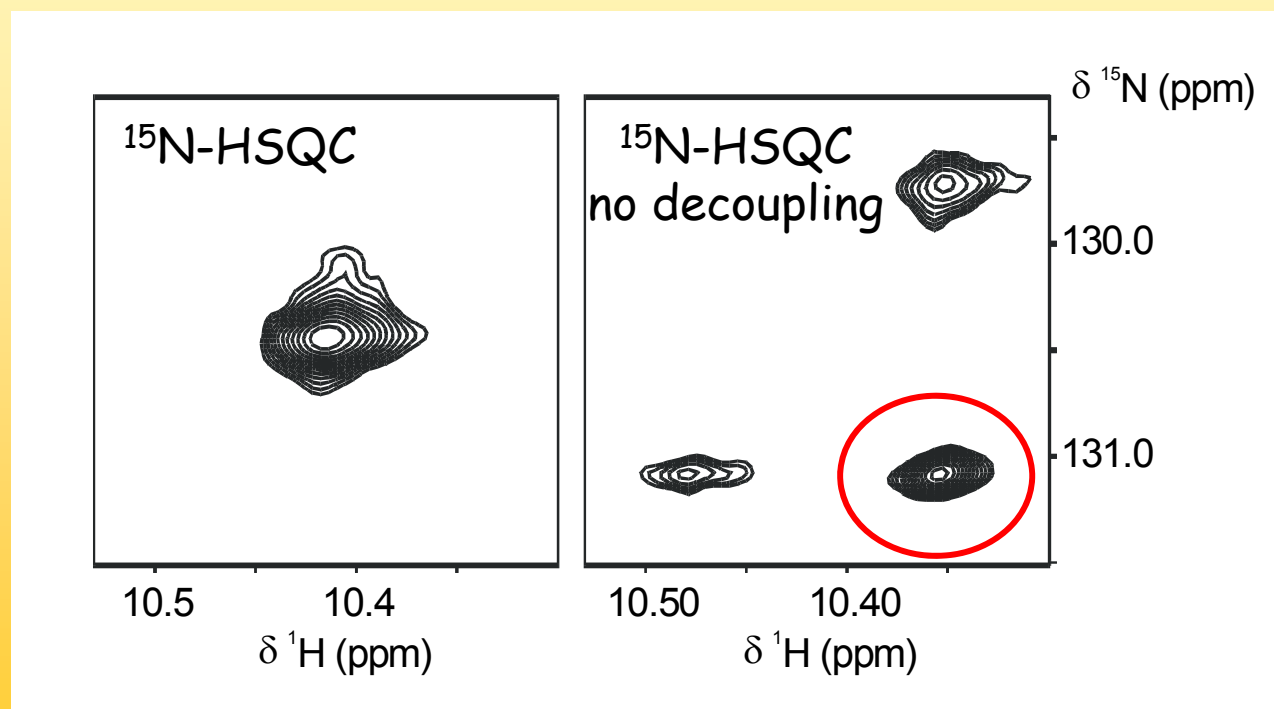 δ ¹⁵N (ppm)
¹⁵N-HSQC
¹⁵N-HSQC
no decoupling
130.0
131.0
10.5 10.4
10.50 10.40
δ ¹H (ppm)
δ ¹H (ppm)